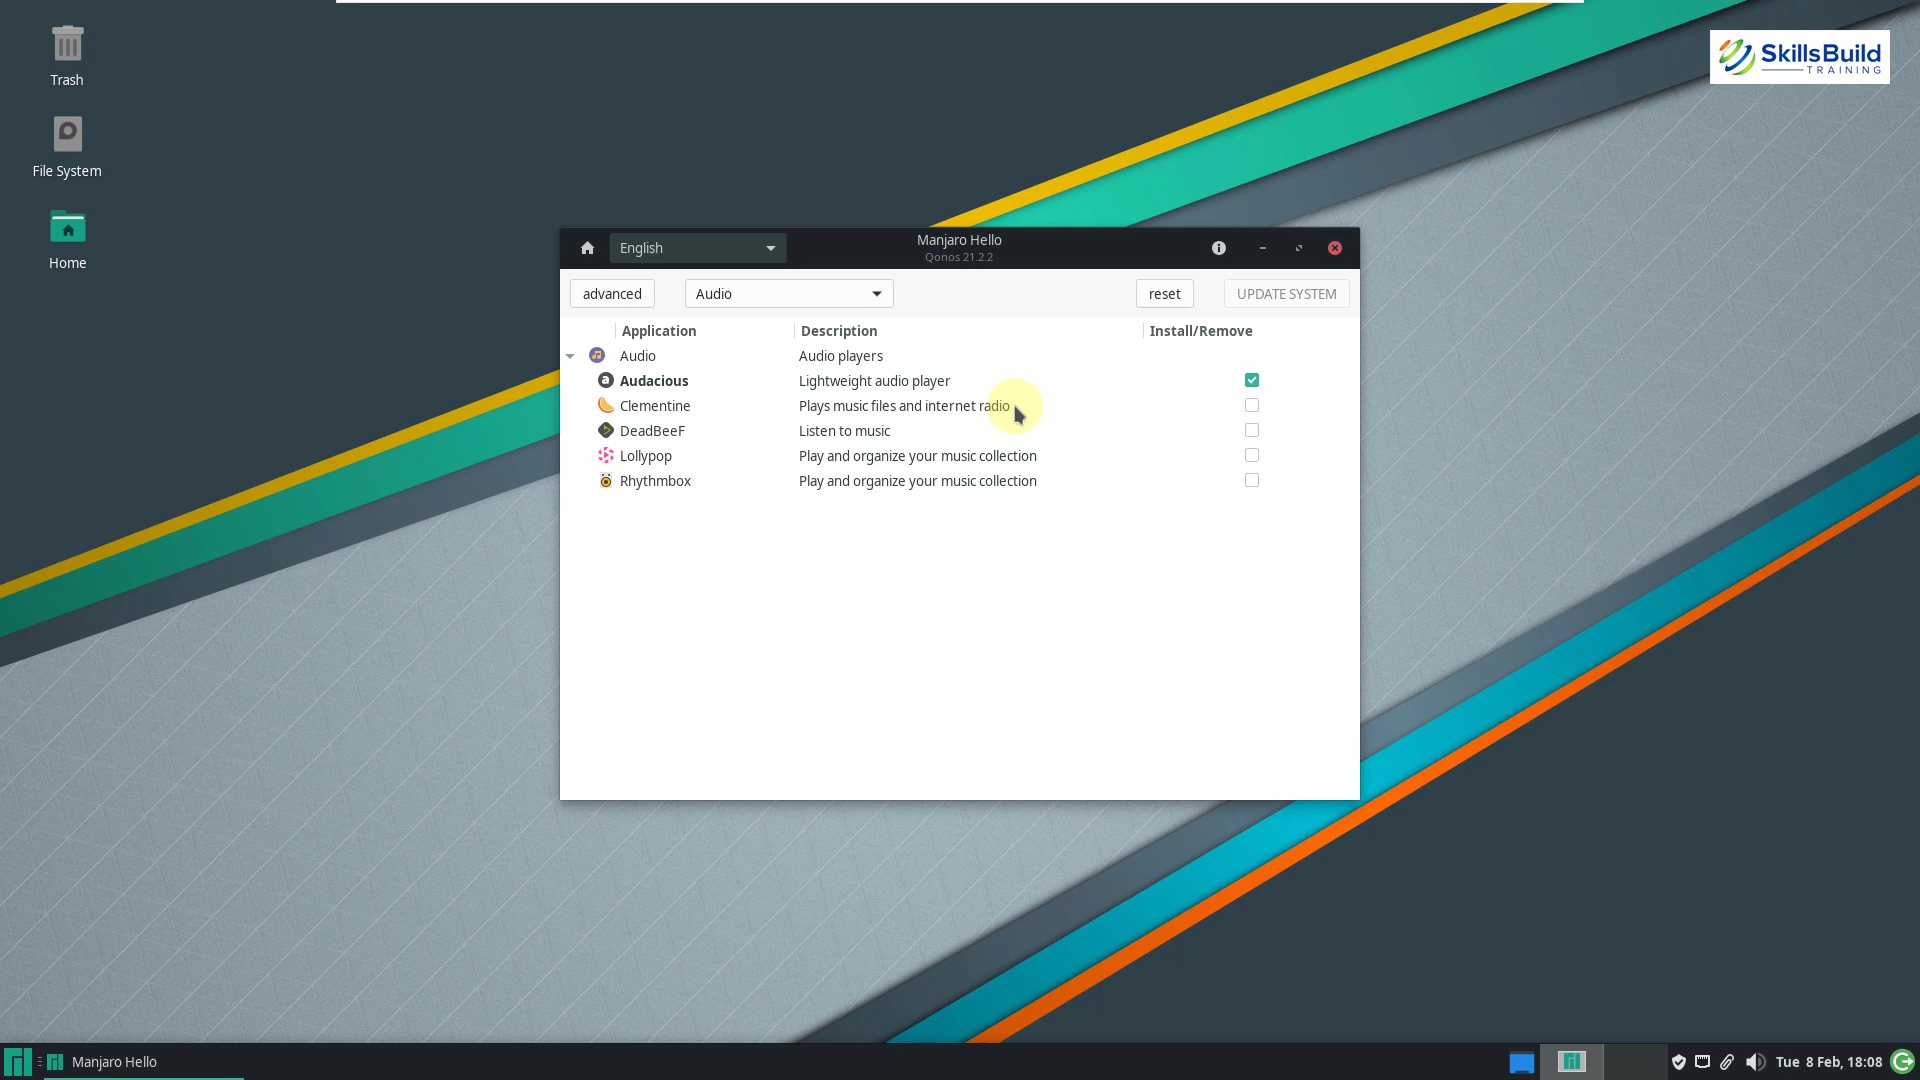 Trash
File System
Home
SkillsBuild
TRAINING
English
Manjaro Hello
Qonos 21.2.2
advanced
Audio
reset
UPDATE SYSTEM
Application Description Install/Remove
Audio Audio players
Audacious Lightweight audio player
Clementine Plays music files and internet radio
DeadBeeF Listen to music
Lollypop Play and organize your music collection
Rhythmbox Play and organize your music collection
Manjaro Hello
Tue 8 Feb, 18:08